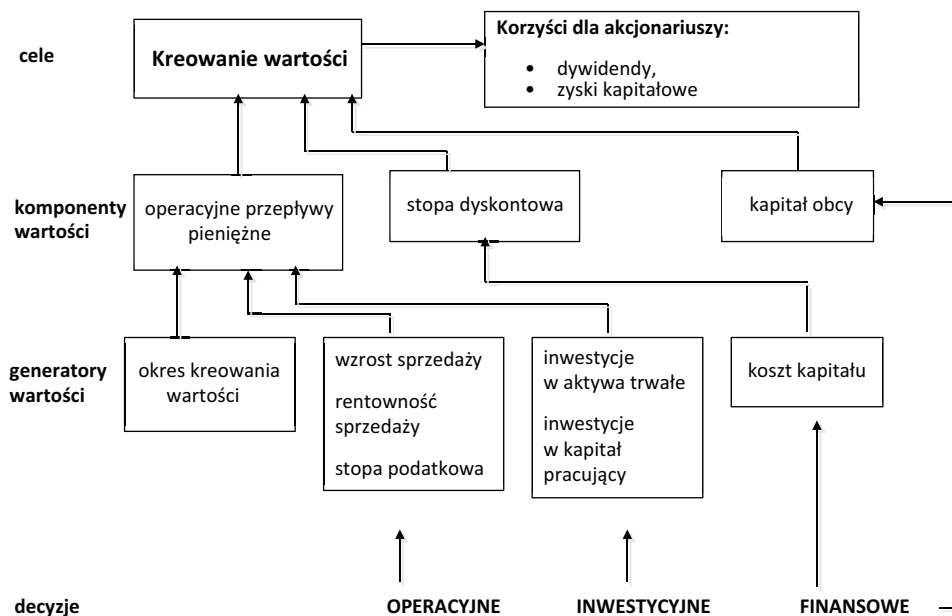 cele
Kreowanie wartości
Korzyści dla akcjonariuszy:
• dywidendy,
• zyski kapitałowe
komponenty
wartości
operacyjne przepływy
pieniężne
stopa dyskontowa
kapitał obcy
generatory
wartości
okres kreowania
wartości
wzrost sprzedaży
rentowność
sprzedaży
stopa podatkowa
inwestycje
w aktywa trwałe
inwestycje
w kapitał
pracujący
koszt kapitału
decyzje
OPERACYJNE
INWESTYCYJNE
FINANSOWE